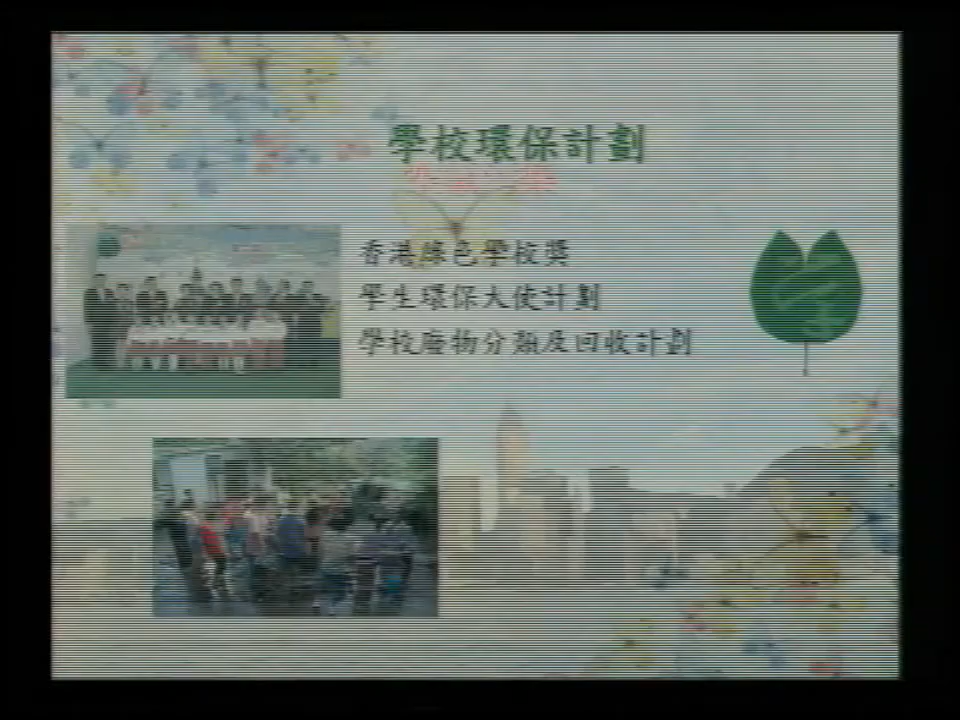 學校環保計劃
香港綠色學校獎
學生環保大使計劃
學校廢物分類及回收計劃